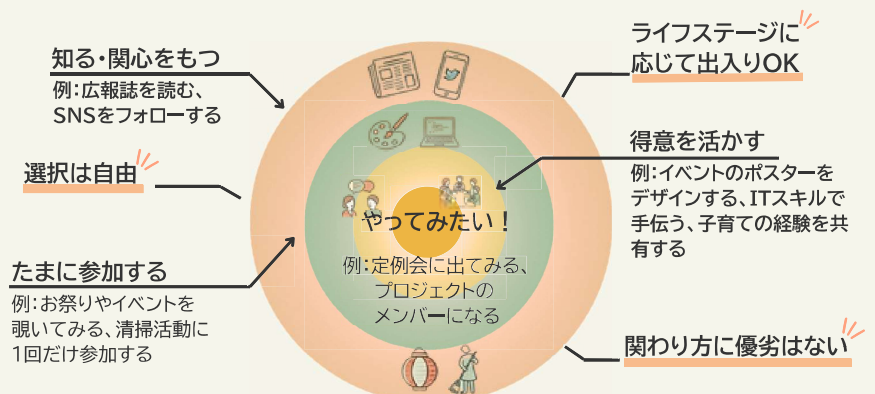 知る・関心をもつ
例：広報誌を読む、
SNSをフォローする
選択は自由
たまに参加する
例：お祭りやイベントを
覗いてみる、清掃活動に
1回だけ参加する
やってみたい！
例：定例会に出てみる、
プロジェクトの
メンバーになる
ライフステージに
応じて出入りOK
得意を活かす
例：イベントのポスターを
デザインする、ITスキルで
手伝う、子育ての経験を共
有する
関わり方に優劣はない